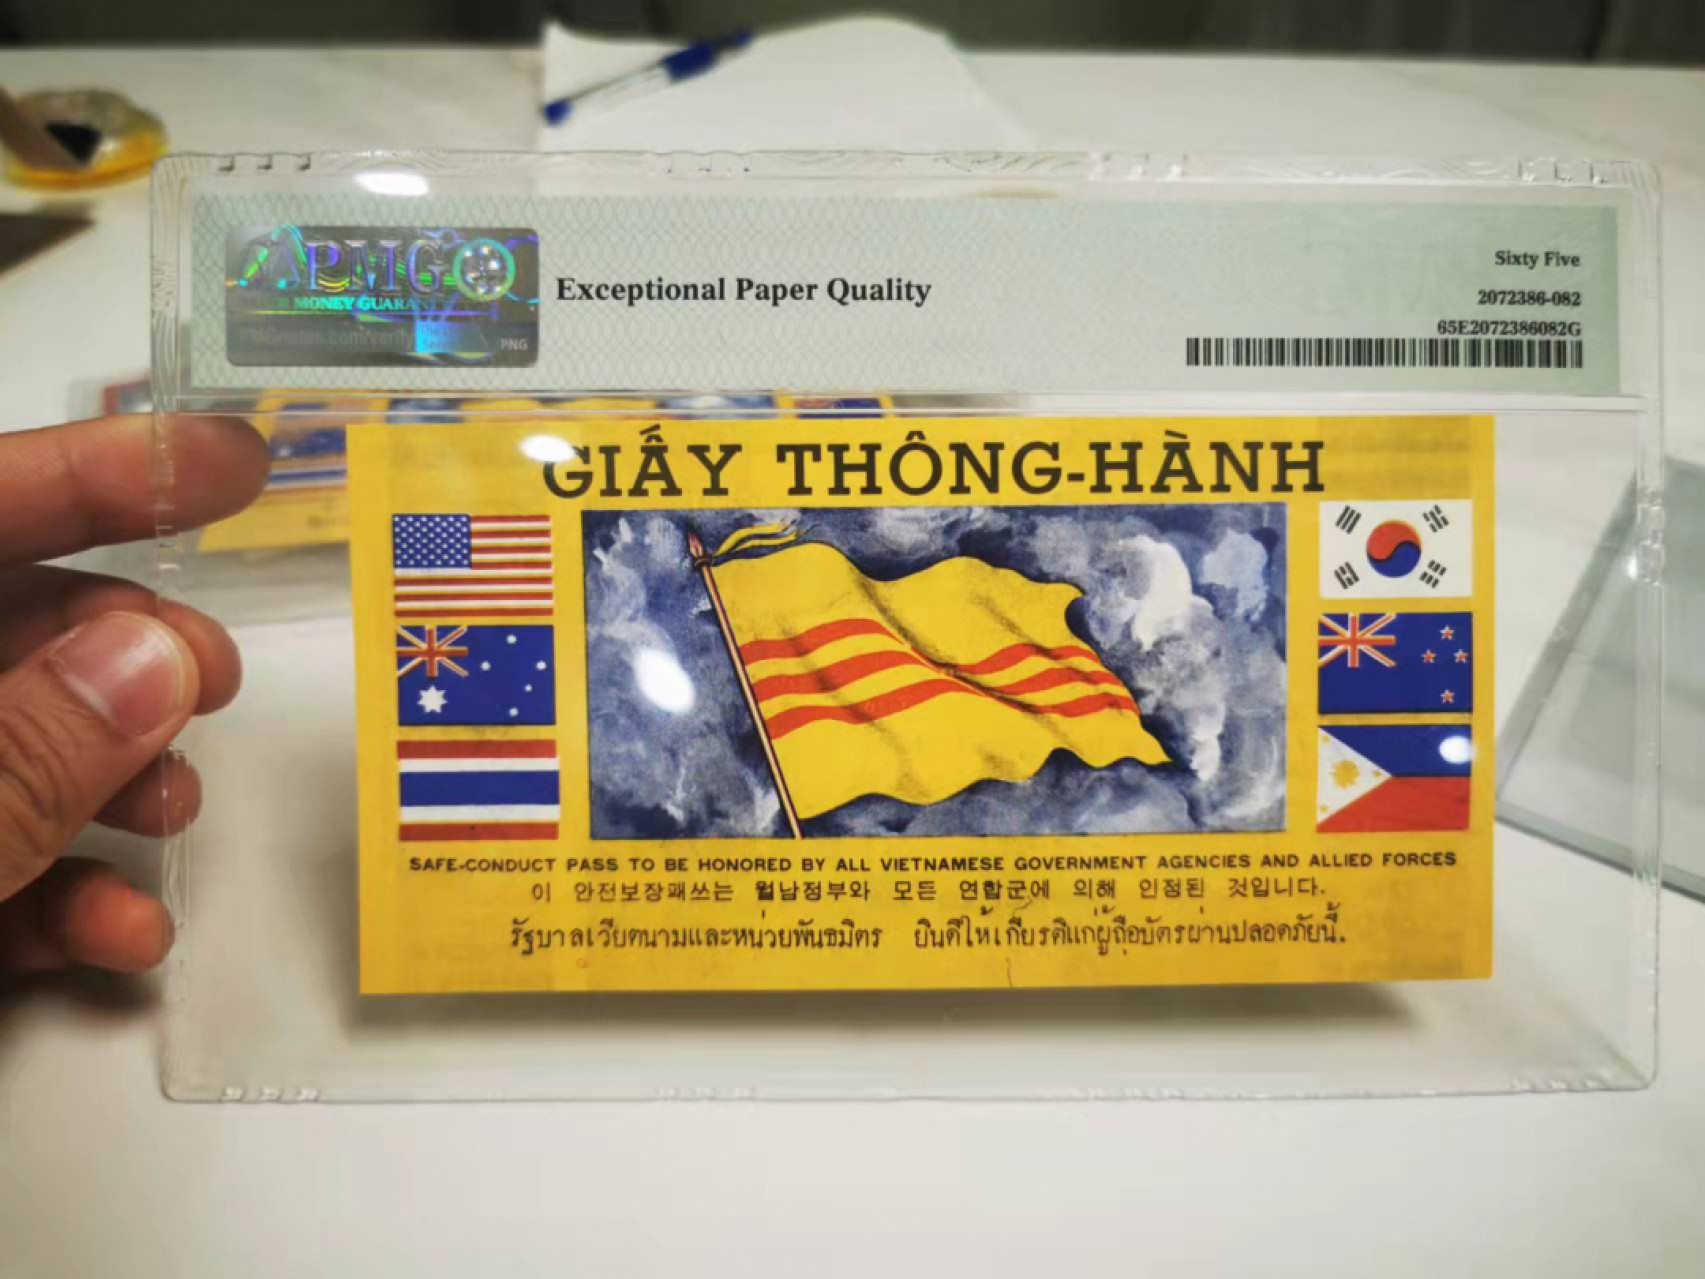 PMG
Exceptional Paper Quality
Sixty Five
2072386-082
65E2072386082G
PNG
GIẤY THÔNG-HÀNH
SAFE-CONDUCT PASS TO BE HONORED BY ALL VIETNAMESE GOVERNMENT AGENCIES AND ALLIED FORCES
이 안전보장패쓰는 월남정부와 모든 연합군에 의해 인정된 것입니다.
รัฐบาลเวียตนามและหน่วยพันธมิตร ยินดีให้เกียรติแก่ผู้ถือบัตรผ่านปลอดภัยนี้.